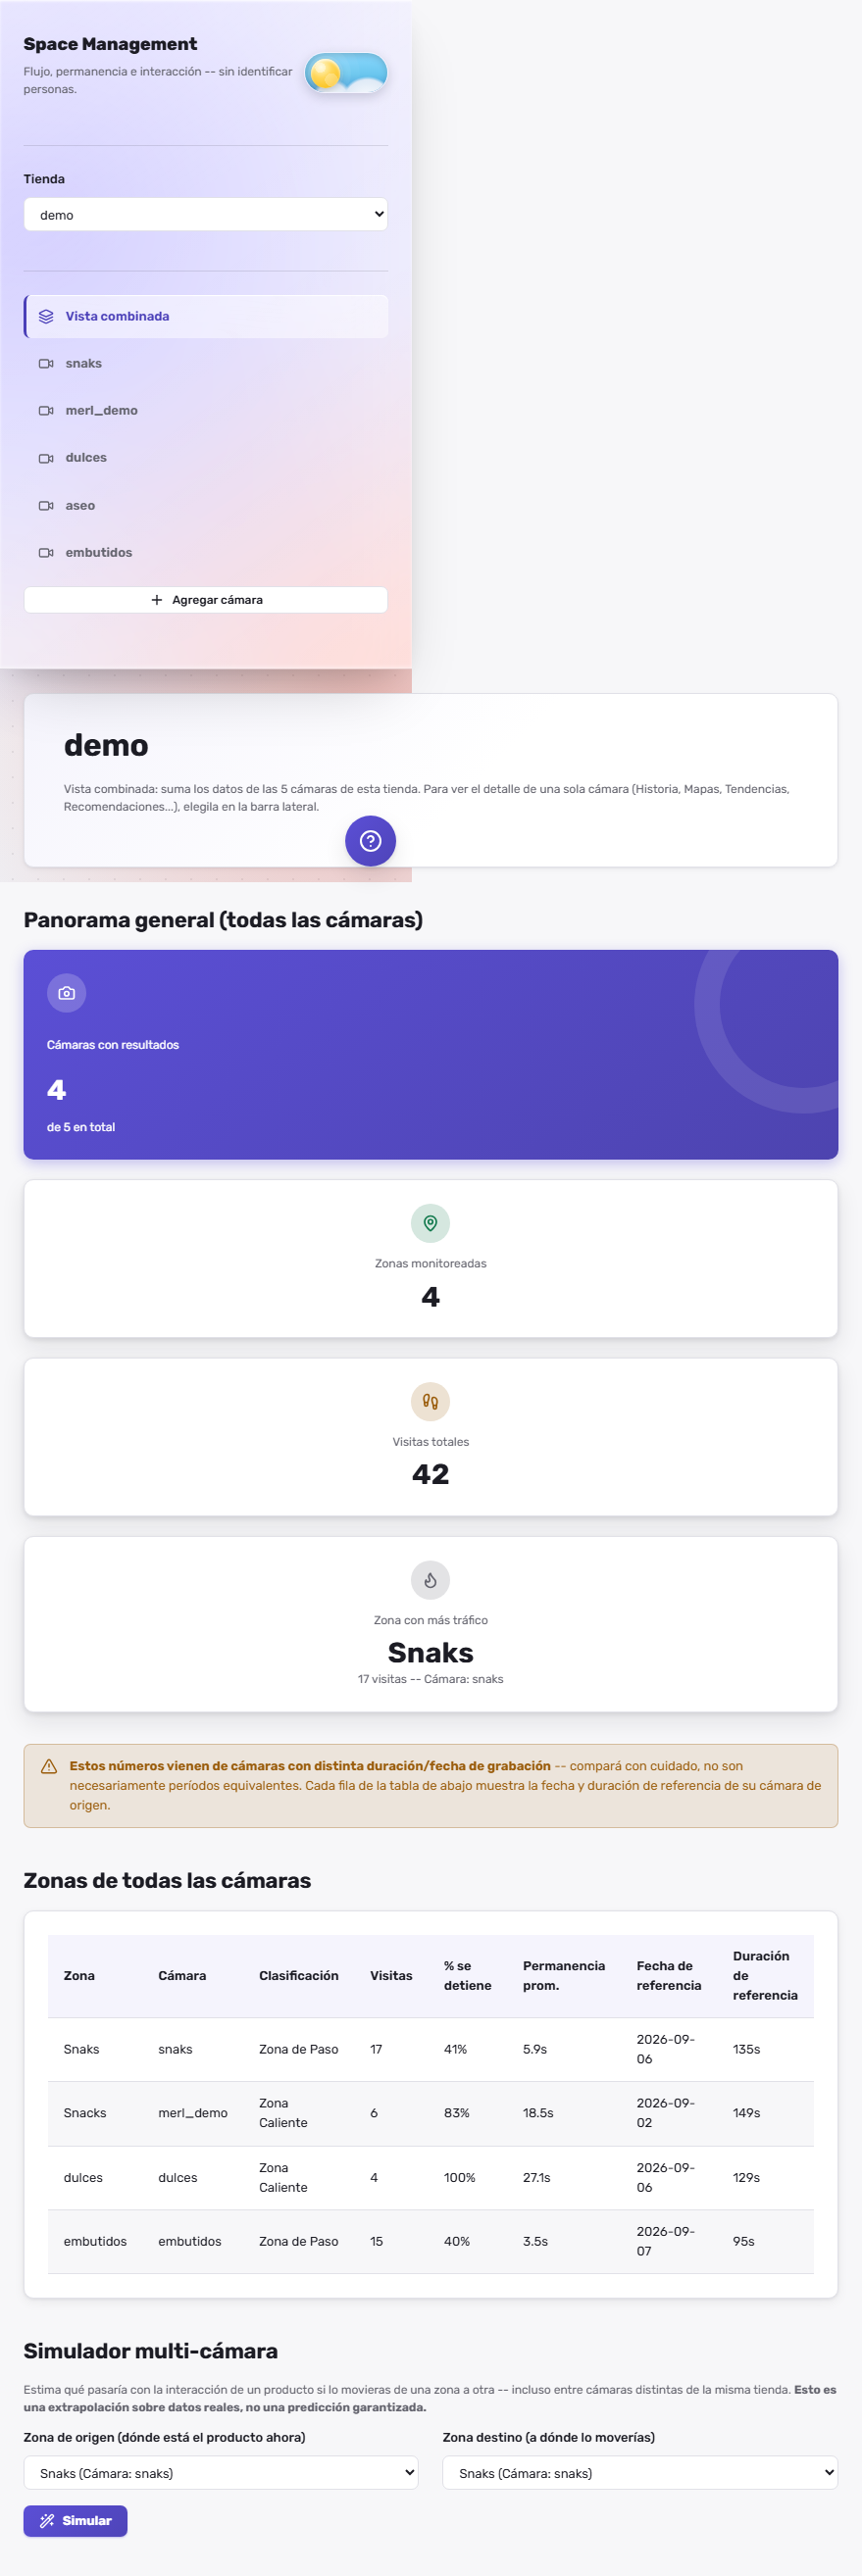 Space Management
Flujo, permanencia e interacción -- sin identificar
personas.
Tienda
demo
Vista combinada
snaks
merl_demo
dulces
aseo
embutidos
Agregar cámara
demo
Vista combinada: suma los datos de las 5 cámaras de esta tienda. Para ver el detalle de una sola cámara (Historia, Mapas, Tendencias,
Recomendaciones...), elegila en la barra lateral.
Panorama general (todas las cámaras)
Cámaras con resultados
4
de 5 en total
Zonas monitoreadas
4
Visitas totales
42
Zona con más tráfico
Snaks
17 visitas -- Cámara: snaks
Estos números vienen de cámaras con distinta duración/fecha de grabación -- compará con cuidado, no son
necesariamente períodos equivalentes. Cada fila de la tabla de abajo muestra la fecha y duración de referencia de su cámara de
origen.
Zonas de todas las cámaras
Zona Cámara Clasificación Visitas % se detiene Permanencia prom. Fecha de referencia Duración de referencia
Snaks snaks Zona de Paso 17 41% 5.9s 2026-09-06 135s
Snacks merl_demo Zona Caliente 6 83% 18.5s 2026-09-02 149s
dulces dulces Zona Caliente 4 100% 27.1s 2026-09-06 129s
embutidos embutidos Zona de Paso 15 40% 3.5s 2026-09-07 95s
Simulador multi-cámara
Estima qué pasaría con la interacción de un producto si lo movieras de una zona a otra -- incluso entre cámaras distintas de la misma tienda. Esto es
una extrapolación sobre datos reales, no una predicción garantizada.
Zona de origen (dónde está el producto ahora)
Snaks (Cámara: snaks)
Zona destino (a dónde lo moverías)
Snaks (Cámara: snaks)
Simular